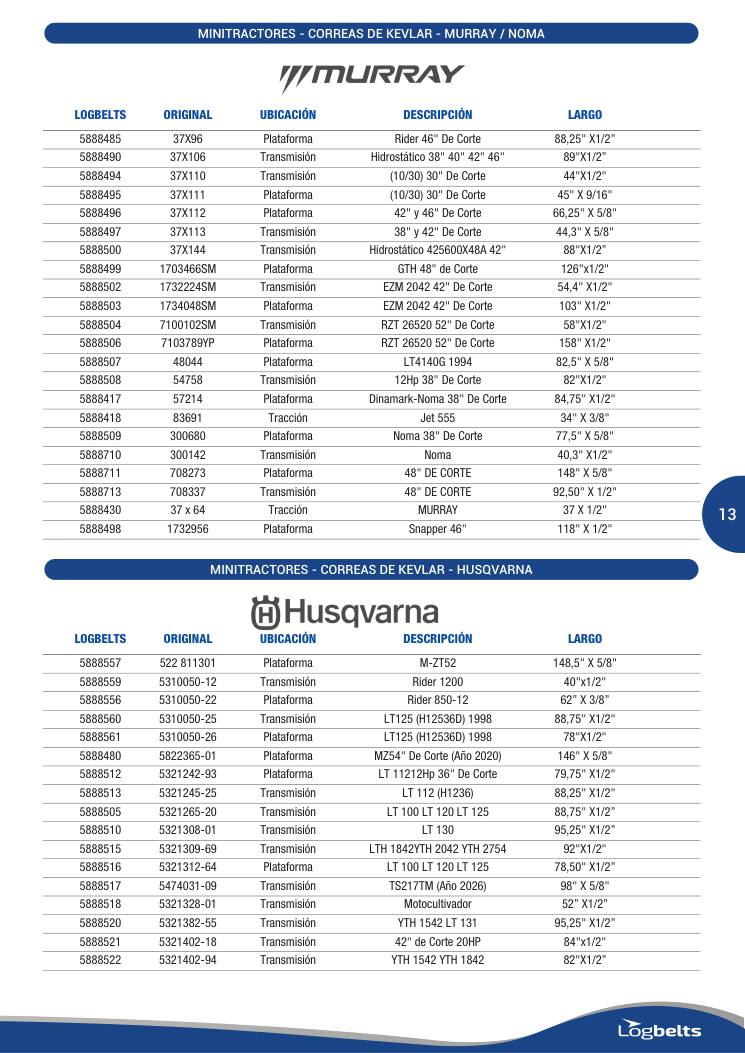 MINITRACTORES - CORREAS DE KEVLAR - MURRAY / NOMA
MURRAY
LOGBELTS ORIGINAL UBICACIÓN DESCRIPCIÓN LARGO
5888485 37X96 Plataforma Rider 46" De Corte 88,25" X1/2”
5888490 37X106 Transmisión Hidrostático 38" 40" 42" 46" 89"X1/2”
5888494 37X110 Transmisión (10/30) 30" De Corte 44"X1/2"
5888495 37X111 Plataforma (10/30) 30" De Corte 45" X 9/16"
5888496 37X112 Plataforma 42" y 46" De Corte 66,25" X 5/8"
5888497 37X113 Transmisión 38" y 42" De Corte 44,3" X 5/8"
5888500 37X144 Transmisión Hidrostático 425600X48A 42" 88"X1/2”
5888499 1703466SM Plataforma GTH 48" de Corte 126"x1/2"
5888502 1732224SM Transmisión EZM 2042 42" De Corte 54,4" X1/2"
5888503 1734048SM Plataforma EZM 2042 42" De Corte 103" X1/2"
5888504 7100102SM Transmisión RZT 26520 52" De Corte 58"X1/2"
5888506 7103789YP Plataforma RZT 26520 52" De Corte 158" X1/2"
5888507 48044 Plataforma LT4140G 1994 82,5" X 5/8"
5888508 54758 Transmisión 12Hp 38" De Corte 82"X1/2"
5888417 57214 Plataforma Dinamark-Noma 38" De Corte 84,75" X1/2"
5888418 83691 Tracción Jet 555 34" X 3/8"
5888509 300680 Plataforma Noma 38" De Corte 77,5" X 5/8"
5888710 300142 Transmisión Noma 40,3" X1/2"
5888711 708273 Plataforma 48" DE CORTE 148" X 5/8"
5888713 708337 Transmisión 48" DE CORTE 92,50" X 1/2"
5888430 37 x 64 Tracción MURRAY 37 X 1/2"
5888498 1732956 Plataforma Snapper 46" 118" X 1/2"
13
MINITRACTORES - CORREAS DE KEVLAR - HUSQVARNA
Husqvarna
LOGBELTS ORIGINAL UBICACIÓN DESCRIPCIÓN LARGO
5888557 522 811301 Plataforma M-ZT52 148,5" X 5/8"
5888559 5310050-12 Transmisión Rider 1200 40"x1/2"
5888556 5310050-22 Plataforma Rider 850-12 62” X 3/8”
5888560 5310050-25 Transmisión LT125 (H12536D) 1998 88,75" X1/2"
5888561 5310050-26 Plataforma LT125 (H12536D) 1998 78"X1/2"
5888480 5822365-01 Plataforma MZ54" De Corte (Año 2020) 146" X 5/8"
5888512 5321242-93 Plataforma LT 11212Hp 36" De Corte 79,75" X1/2"
5888513 5321245-25 Transmisión LT 112 (H1236) 88,25" X1/2"
5888505 5321265-20 Transmisión LT 100 LT 120 LT 125 88,75” X1/2”
5888510 5321308-01 Transmisión LT 130 95,25" X1/2”
5888515 5321309-69 Transmisión LTH 1842YTH 2042 YTH 2754 92"X1/2"
5888516 5321312-64 Plataforma LT 100 LT 120 LT 125 78,50" X1/2”
5888517 5474031-09 Transmisión TS217TM (Año 2026) 98" X 5/8"
5888518 5321328-01 Transmisión Motocultivador 52” X1/2”
5888520 5321382-55 Transmisión YTH 1542 LT 131 95,25" X1/2”
5888521 5321402-18 Transmisión 42" de Corte 20HP 84"x1/2"
5888522 5321402-94 Transmisión YTH 1542 YTH 1842 82"X1/2”
Logbelts